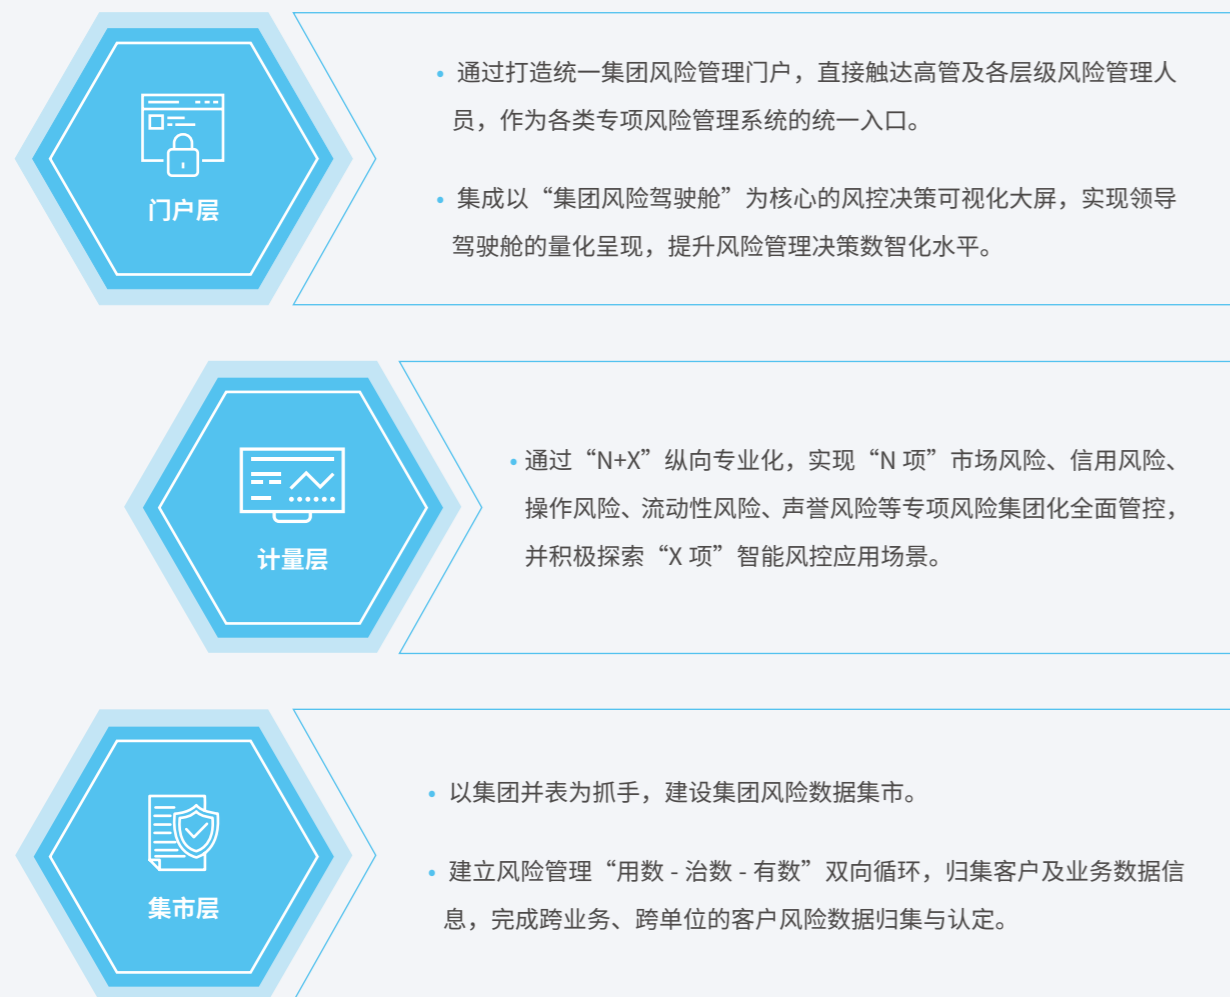 门户层
• 通过打造统一集团风险管理门户，直接触达高管及各层级风险管理人
员，作为各类专项风险管理系统的统一入口。
• 集成以“集团风险驾驶舱”为核心的风控决策可视化大屏，实现领导
驾驶舱的量化呈现，提升风险管理决策数智化水平。
计量层
• 通过“N+X”纵向专业化，实现“N 项”市场风险、信用风险、
操作风险、流动性风险、声誉风险等专项风险集团化全面管控，
并积极探索“X 项”智能风控应用场景。
集市层
• 以集团并表为抓手，建设集团风险数据集市。
• 建立风险管理“用数 - 治数 - 有数”双向循环，归集客户及业务数据信
息，完成跨业务、跨单位的客户风险数据归集与认定。